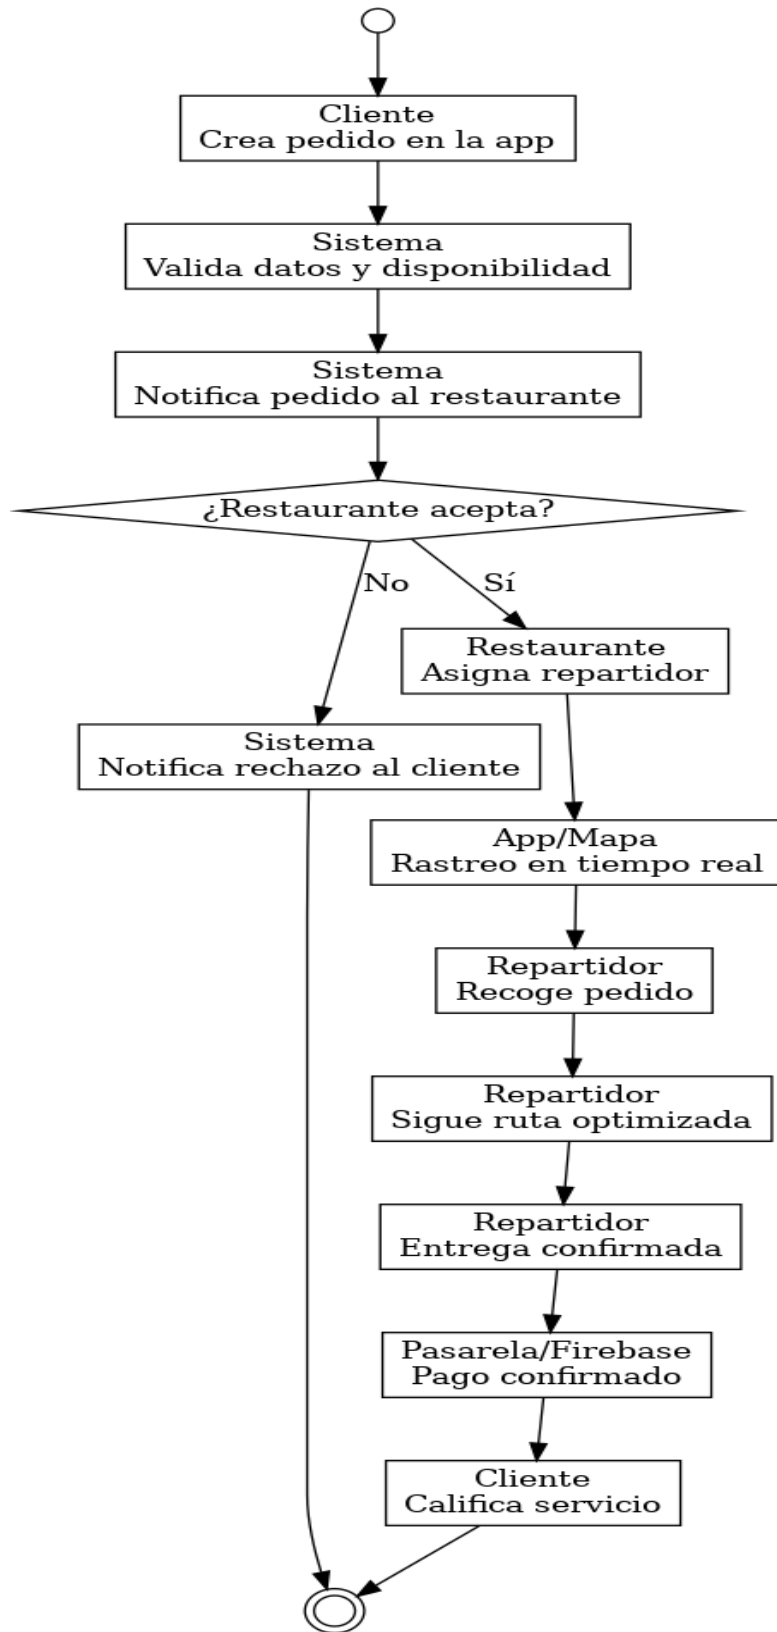 Cliente
Crea pedido en la app
Sistema
Valida datos y disponibilidad
Sistema
Notifica pedido al restaurante
¿Restaurante acepta?
No
Sí
Restaurante
Asigna repartidor
Sistema
Notifica rechazo al cliente
App/Mapa
Rastreo en tiempo real
Repartidor
Recoge pedido
Repartidor
Sigue ruta optimizada
Repartidor
Entrega confirmada
Pasarela/Firebase
Pago confirmado
Cliente
Califica servicio